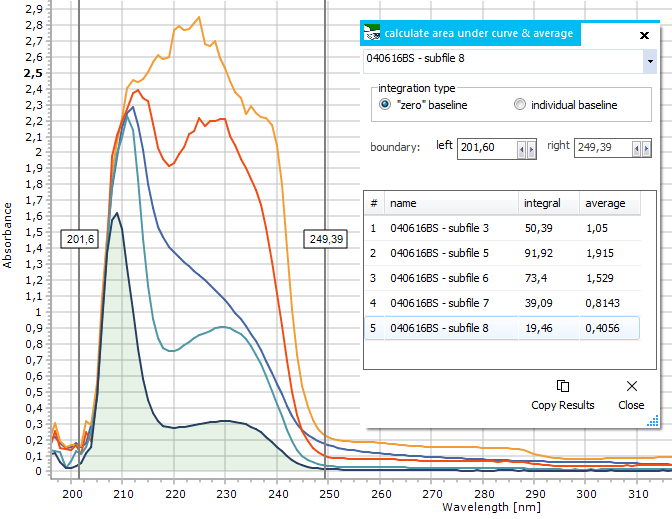 2,9
2,8
2,7
2,6
2,5
2,4
2,3
2,2
2,1
2
1,9
1,8
1,7
1,6
1,5
1,4
1,3
1,2
1,1
1
0,9
0,8
0,7
0,6
0,5
0,4
0,3
0,2
0,1
0
Absorbance
201,6
249,39
200 210 220 230 240 250 260 270 280 290 300 310
Wavelength [nm]
calculate area under curve & average
040616BS - subfile 8
integration type
"zero" baseline individual baseline
boundary: left 201,60 right 249,39
# name integral average
1 040616BS - subfile 3 50,39 1,05
2 040616BS - subfile 5 91,92 1,915
3 040616BS - subfile 6 73,4 1,529
4 040616BS - subfile 7 39,09 0,8143
5 040616BS - subfile 8 19,46 0,4056
Copy Results Close